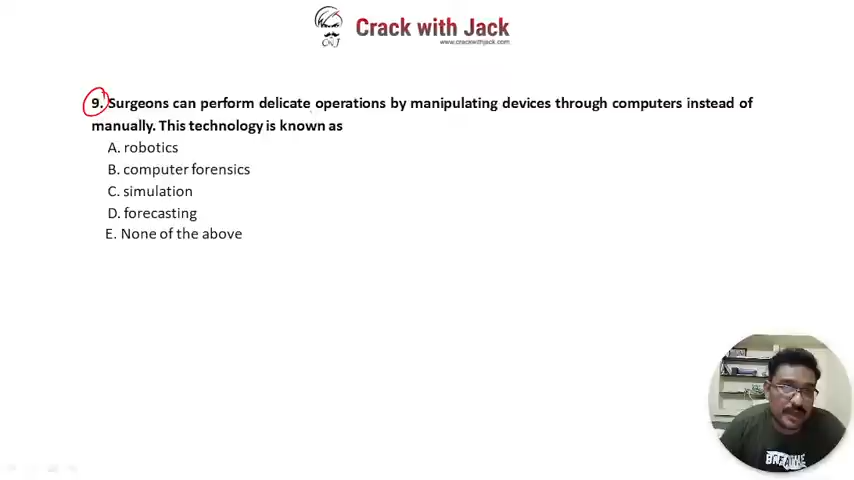 Crack with Jack
www.crackwithjack.com
CWJ
9. Surgeons can perform delicate operations by manipulating devices through computers instead of
manually. This technology is known as
A. robotics
B. computer forensics
C. simulation
D. forecasting
E. None of the above